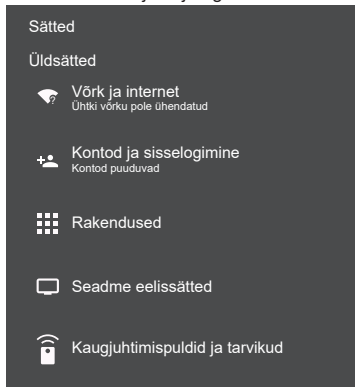 Sätted
Üldsätted
Võrk ja internet
Ühtki võrku pole ühendatud
Kontod ja sisselogimine
Kontod puuduvad
Rakendused
Seadme eelissätted
Kaugjuhtimispuldid ja tarvikud